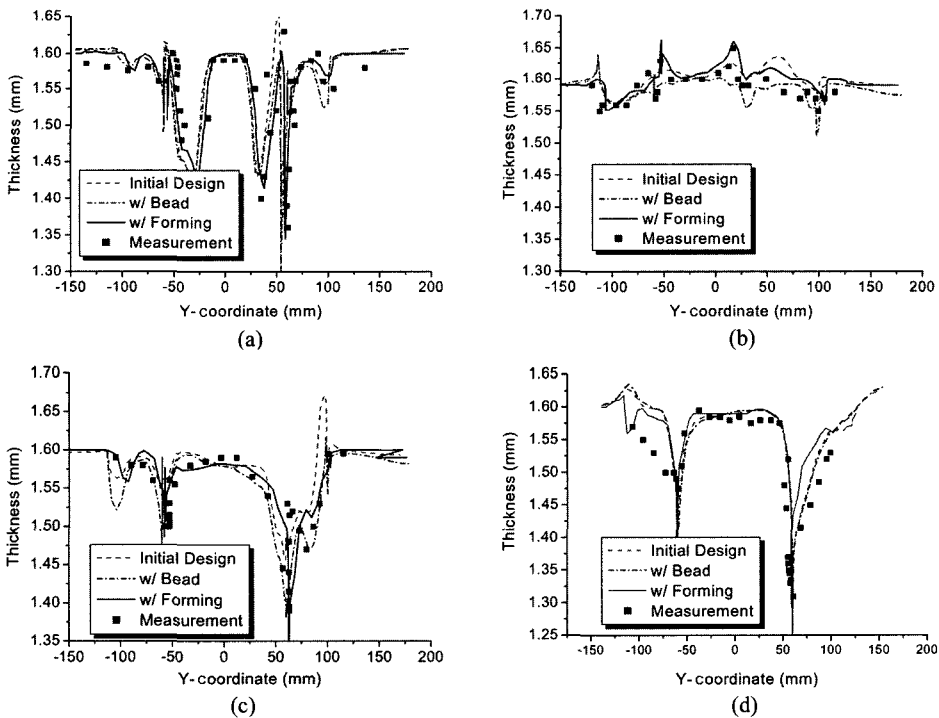 1.65
1.60
1.55
1.50
1.45
1.40
1.35
1.30
Thickness (mm)
Initial Design
w/ Bead
w/ Forming
Measurement
-150 -100 -50 0 50 100 150 200
Y- coordinate (mm)
(a)
1.70
1.65
1.60
1.55
1.50
1.45
1.40
1.35
1.30
Thickness (mm)
Initial Design
w/ Bead
w/ Forming
Measurement
-150 -100 -50 0 50 100 150 200
Y- coordinate (mm)
(b)
1.70
1.65
1.60
1.55
1.50
1.45
1.40
1.35
Thickness (mm)
Initial Design
w/ Bead
w/ Forming
Measurement
-150 -100 -50 0 50 100 150 200
Y- coordinate (mm)
(c)
1.65
1.60
1.55
1.50
1.45
1.40
1.35
1.30
1.25
Thickness (mm)
Initial Design
w/ Bead
w/ Forming
Measurement
-150 -100 -50 0 50 100 150 200
Y- coordinate (mm)
(d)